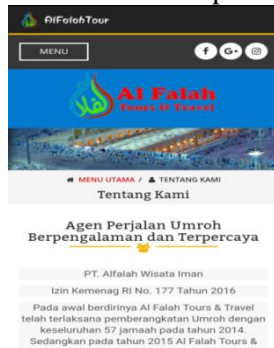 AlFalahTour
MENU
Al Falah
Tours & Travel
MENU UTAMA / TENTANG KAMI
Tentang Kami
Agen Perjalan Umroh
Berpengalaman dan Terpercaya
PT. Alfalah Wisata Iman
Izin Kemenag RI No. 177 Tahun 2016
Pada awal berdirinya Al Falah Tours & Travel
telah terlaksana pemberangkatan Umroh dengan
keseluruhan 57 jamaah pada tahun 2014.
Sedangkan pada tahun 2015 Al Falah Tours &